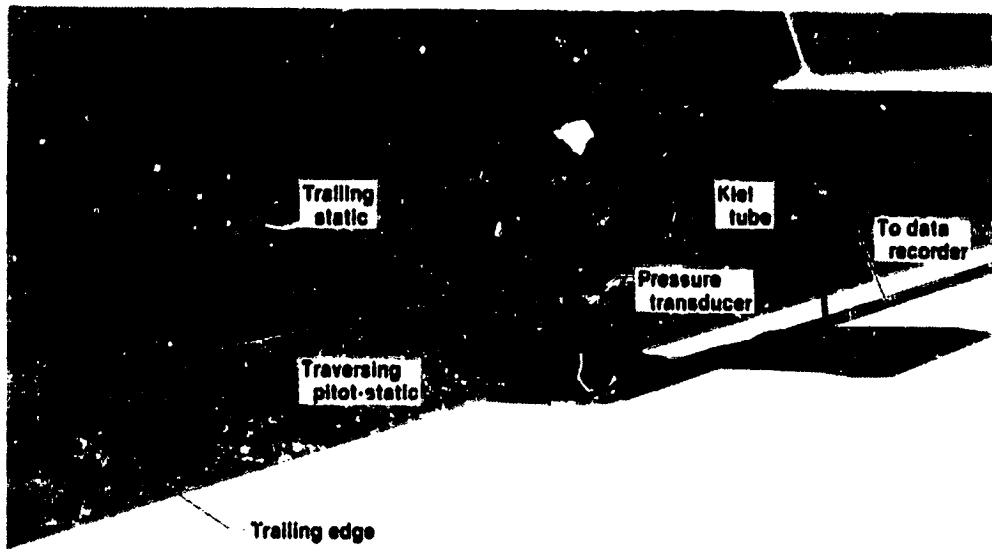 Trailing
static
Kiel
tube
To data
recorder
Pressure
transducer
Traversing
pitot-static
Trailing edge